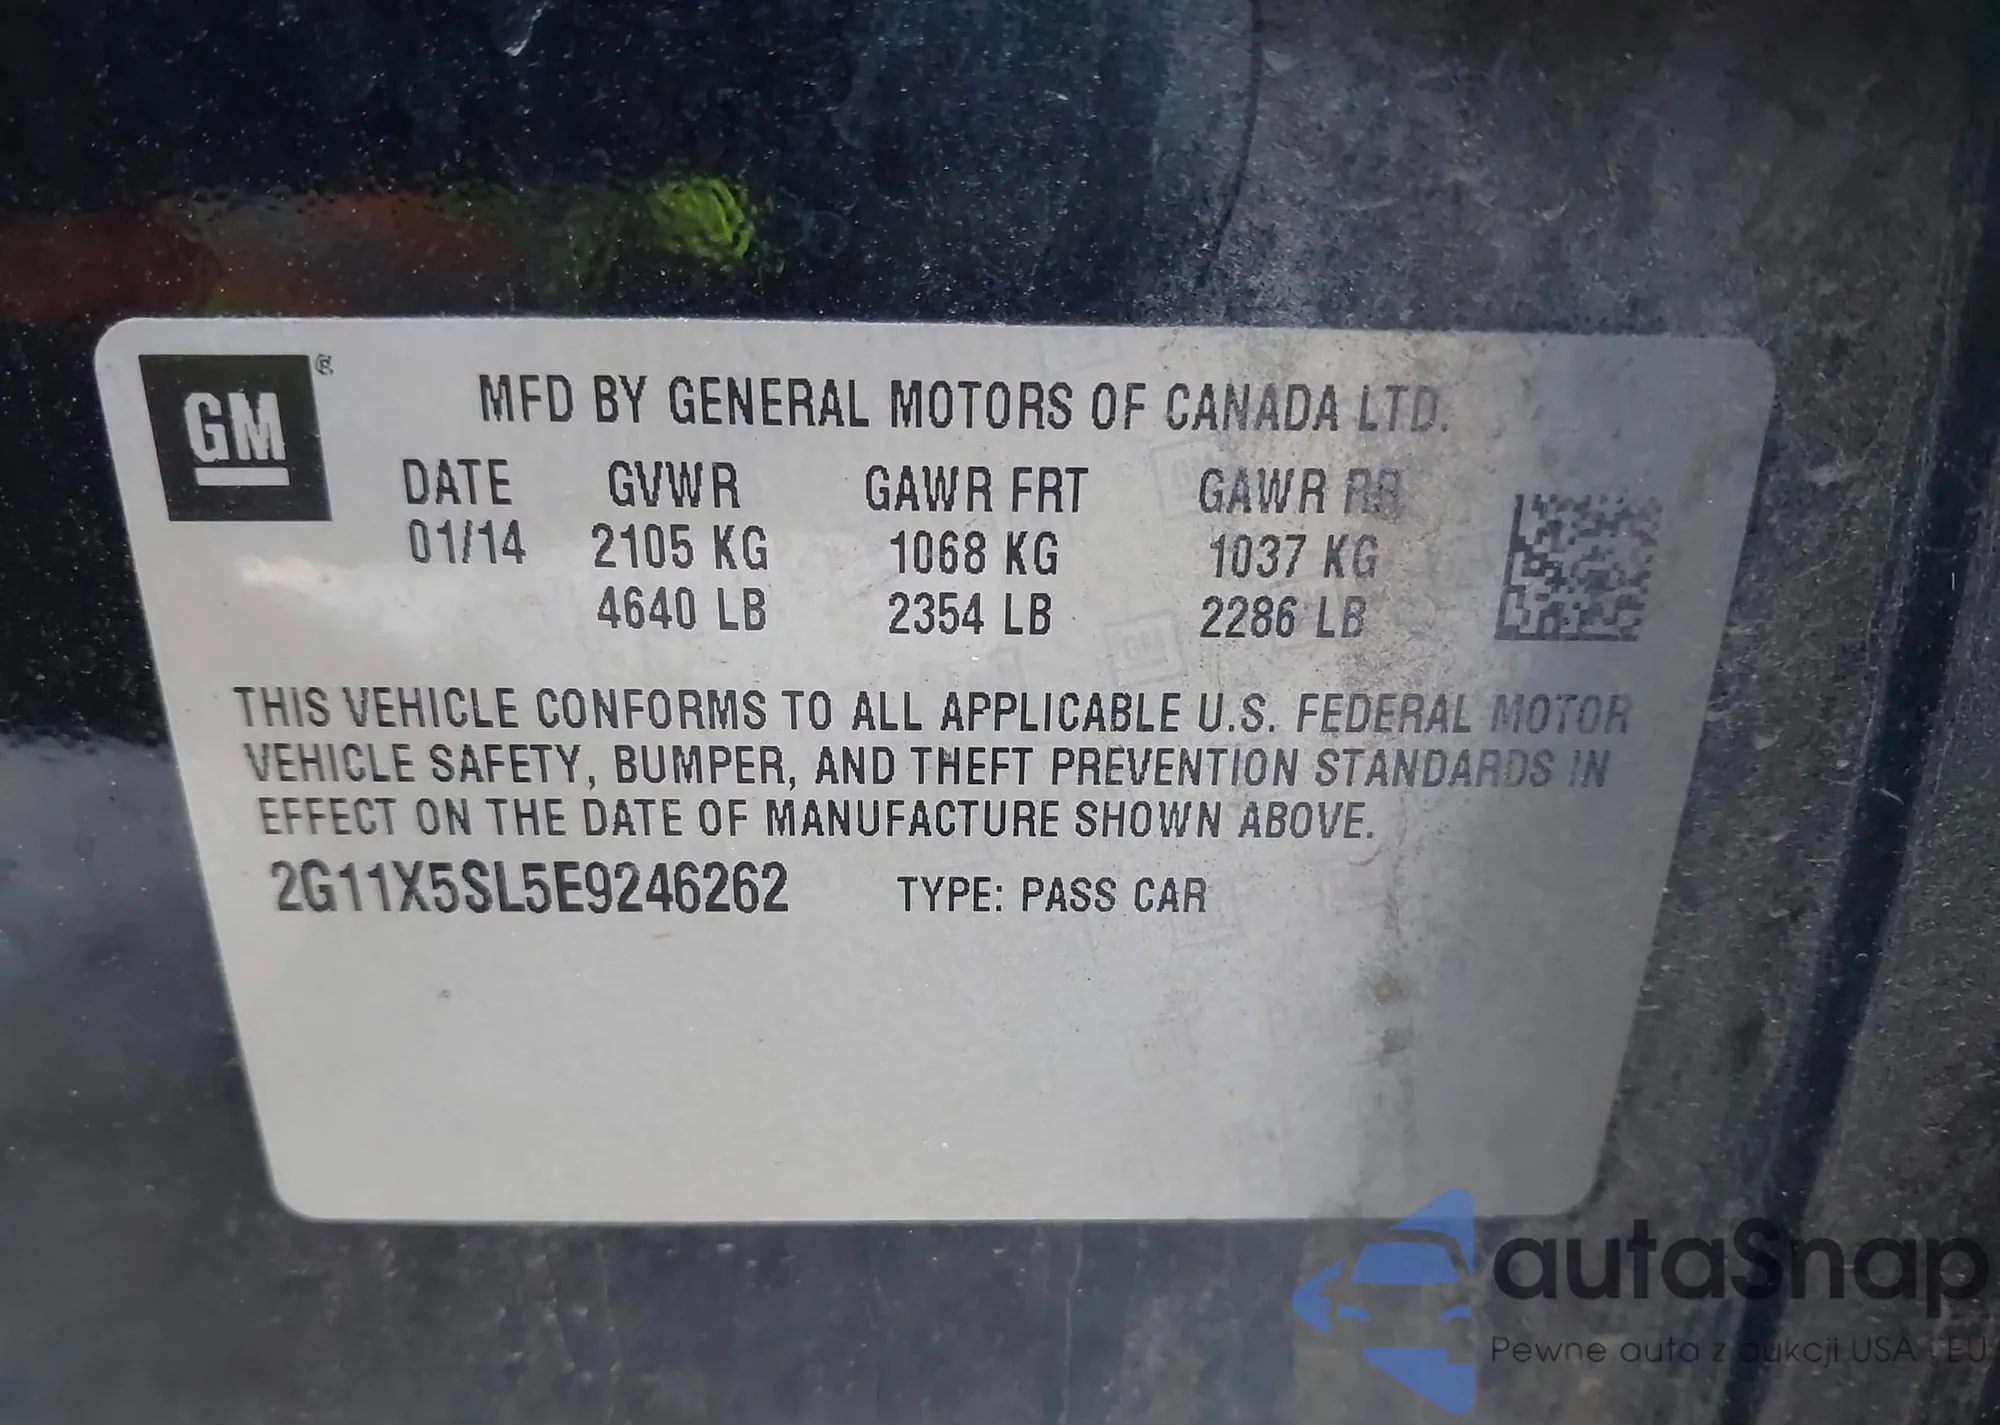 GM ®
MFD BY GENERAL MOTORS OF CANADA LTD.
DATE GVWR GAWR FRT GAWR RR
01/14 2105 KG 1068 KG 1037 KG
4640 LB 2354 LB 2286 LB
THIS VEHICLE CONFORMS TO ALL APPLICABLE U.S. FEDERAL MOTOR
VEHICLE SAFETY, BUMPER, AND THEFT PREVENTION STANDARDS IN
EFFECT ON THE DATE OF MANUFACTURE SHOWN ABOVE.
2G11X5SL5E9246262 TYPE: PASS CAR
autaSnap
Pewne auta z aukcji USA i EU